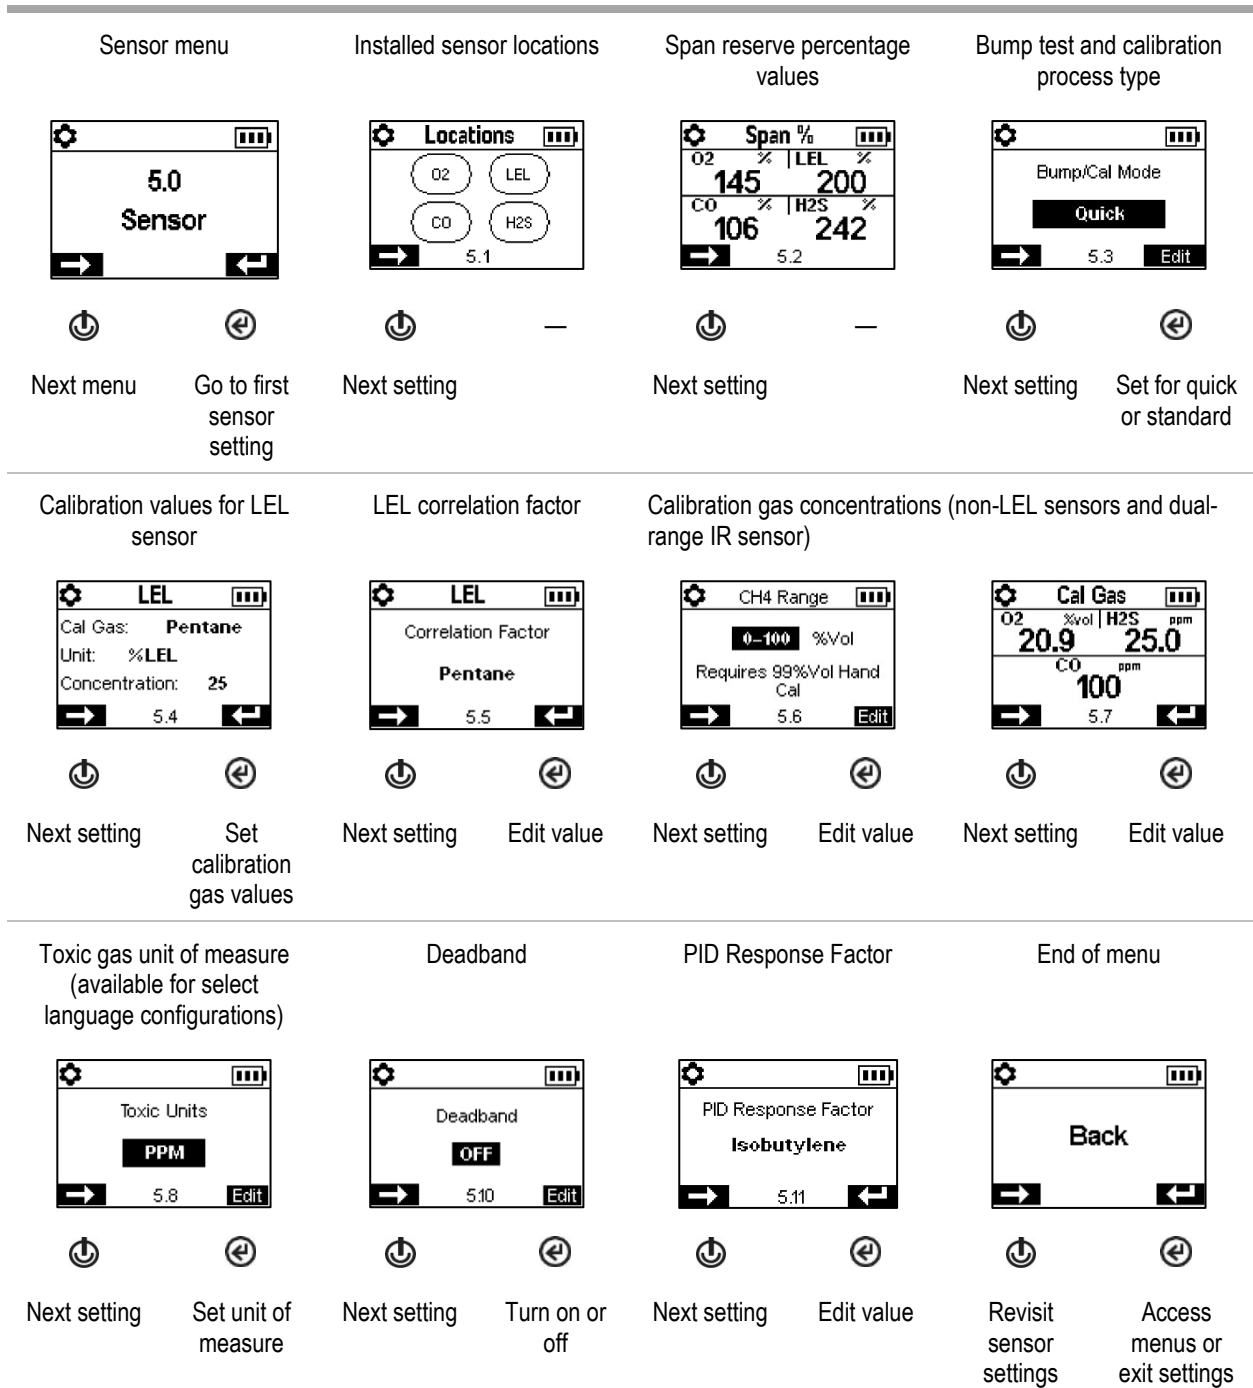 Sensor menu
Installed sensor locations
Span reserve percentage
values
Bump test and calibration
process type
5.0
Sensor
Locations
O2
LEL
CO
H2S
5.1
Span %
O2 % LEL %
145 200
CO % H2S %
106 242
5.2
Bump/Cal Mode
Quick
5.3 Edit
Next menu
Go to first
sensor
setting
Next setting
—
Next setting
—
Next setting
Set for quick
or standard
Calibration values for LEL
sensor
LEL correlation factor
Calibration gas concentrations (non-LEL sensors and dual-
range IR sensor)
LEL
Cal Gas: Pentane
Unit: %LEL
Concentration: 25
5.4
LEL
Correlation Factor
Pentane
5.5
CH4 Range
0-100 %Vol
Requires 99%Vol Hand
Cal
5.6 Edit
Cal Gas
O2 %vol H2S ppm
20.9 25.0
CO ppm
100
5.7
Next setting
Set
calibration
gas values
Next setting
Edit value
Next setting
Edit value
Next setting
Edit value
Toxic gas unit of measure
(available for select
language configurations)
Deadband
PID Response Factor
End of menu
Toxic Units
PPM
5.8 Edit
Deadband
OFF
5.10 Edit
PID Response Factor
Isobutylene
5.11
Back
Next setting
Set unit of
measure
Next setting
Turn on or
off
Next setting
Edit value
Revisit
sensor
settings
Access
menus or
exit settings